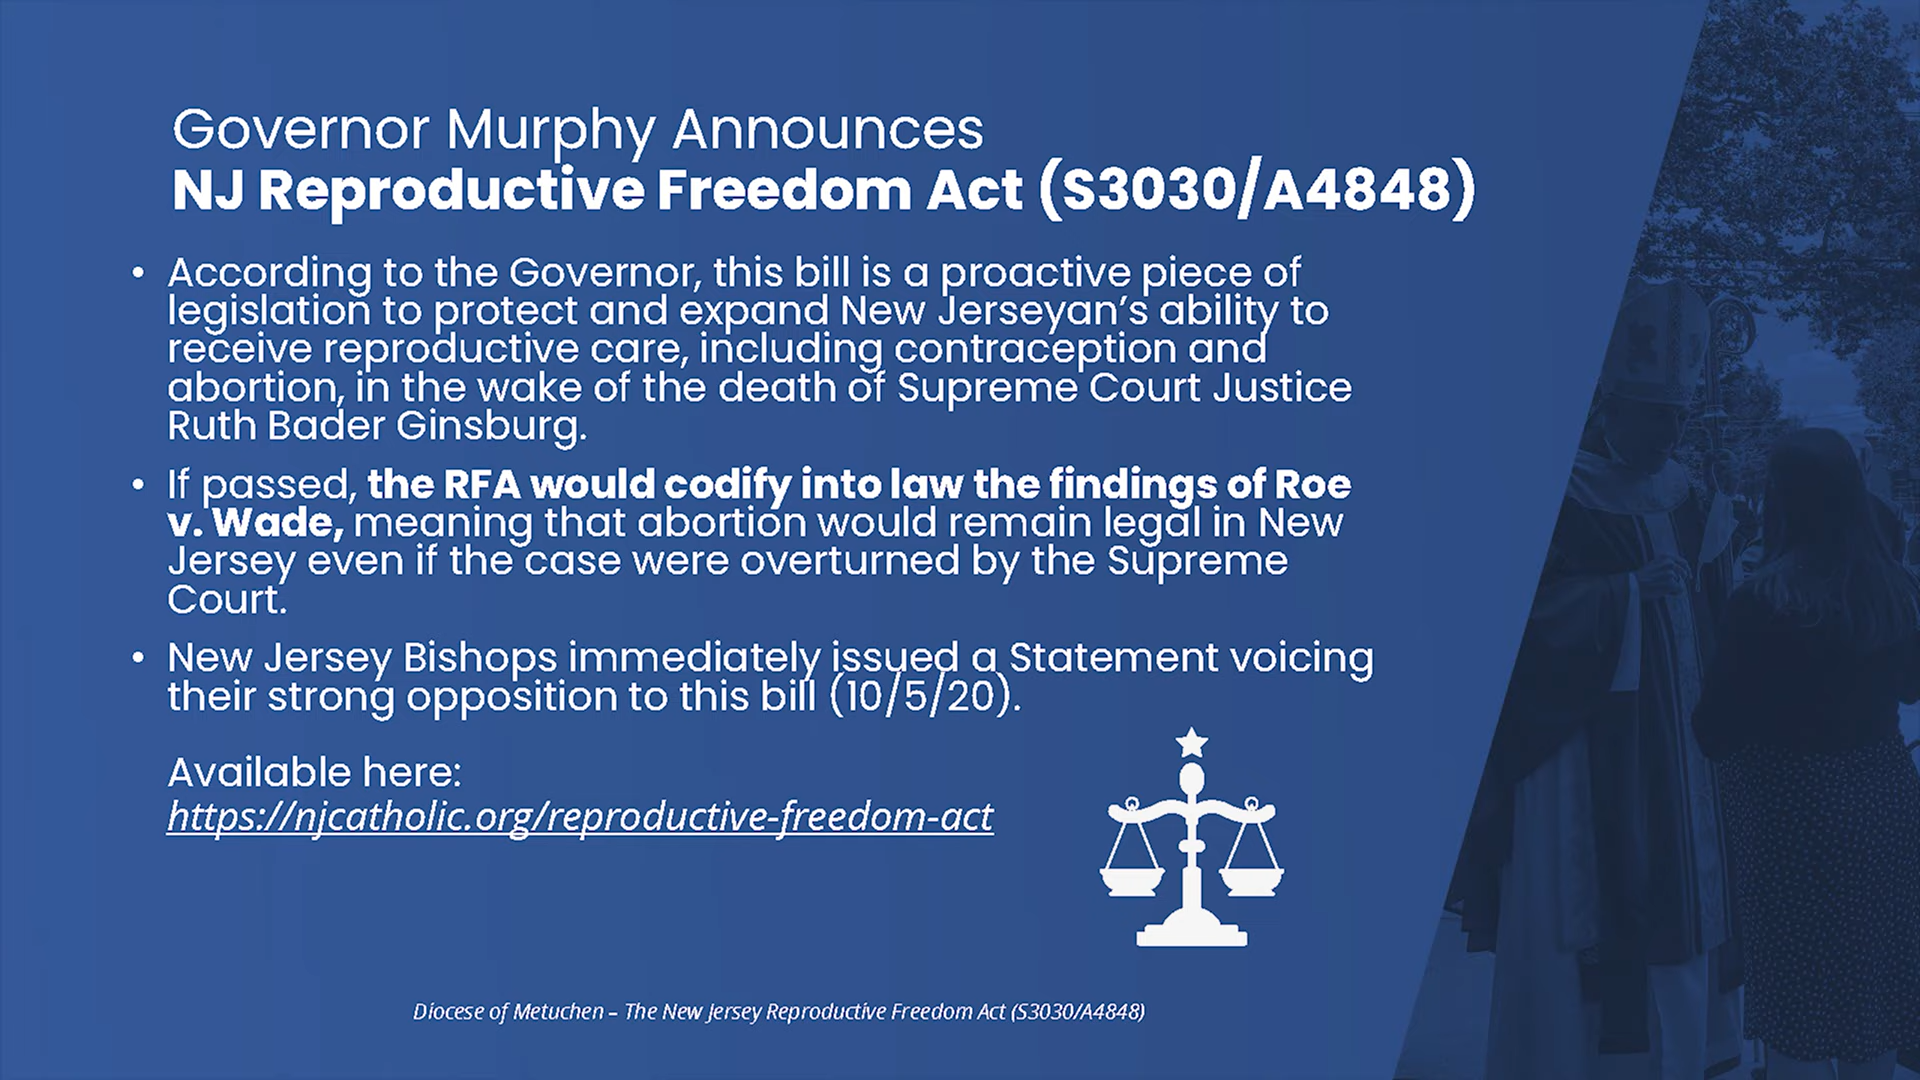 Governor Murphy Announces
NJ Reproductive Freedom Act (S3030/A4848)
• According to the Governor, this bill is a proactive piece of
legislation to protect and expand New Jerseyan’s ability to
receive reproductive care, including contraception and
abortion, in the wake of the death of Supreme Court Justice
Ruth Bader Ginsburg.
• If passed, the RFA would codify into law the findings of Roe
v. Wade, meaning that abortion would remain legal in New
Jersey even if the case were overturned by the Supreme
Court.
• New Jersey Bishops immediately issued a Statement voicing
their strong opposition to this bill (10/5/20).
Available here:
https://njcatholic.org/reproductive-freedom-act
Diocese of Metuchen – The New Jersey Reproductive Freedom Act (S3030/A4848)